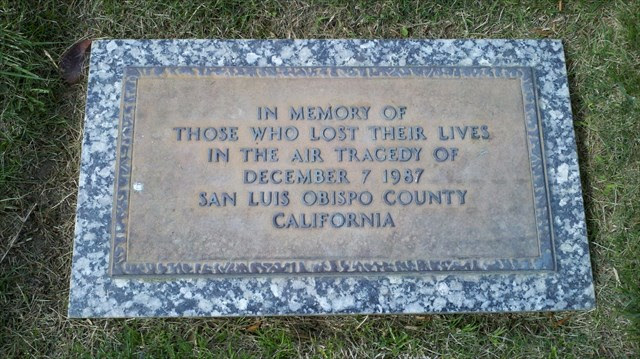 IN MEMORY OF
THOSE WHO LOST THEIR LIVES
IN THE AIR TRAGEDY OF
DECEMBER 7 1987
SAN LUIS OBISPO COUNTY
CALIFORNIA